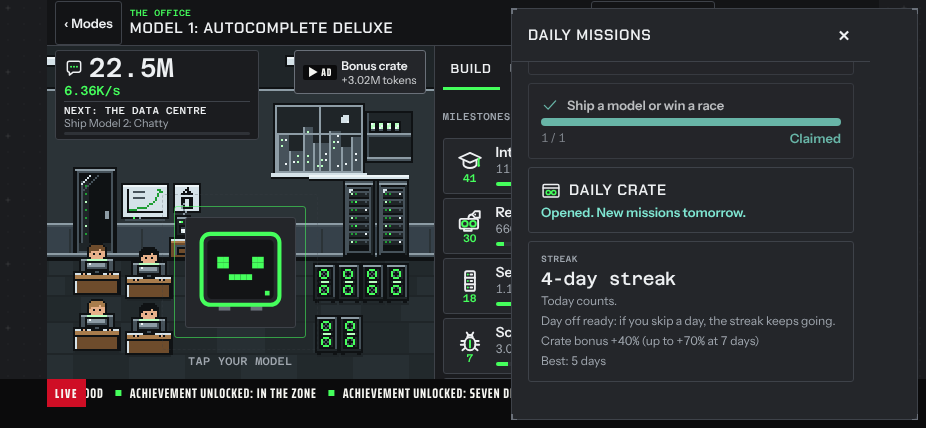 ‹ Modes
THE OFFICE
MODEL 1: AUTOCOMPLETE DELUXE
22.5M
6.36K/s
NEXT: THE DATA CENTRE
Ship Model 2: Chatty
AD
Bonus crate
+3.02M tokens
BUILD
MILESTONES
41
30
18
7
TAP YOUR MODEL
LIVE
ACHIEVEMENT UNLOCKED: IN THE ZONE
ACHIEVEMENT UNLOCKED: SEVEN
DAILY MISSIONS
×
Ship a model or win a race
1 / 1
Claimed
DAILY CRATE
Opened. New missions tomorrow.
STREAK
4-day streak
Today counts.
Day off ready: if you skip a day, the streak keeps going.
Crate bonus +40% (up to +70% at 7 days)
Best: 5 days